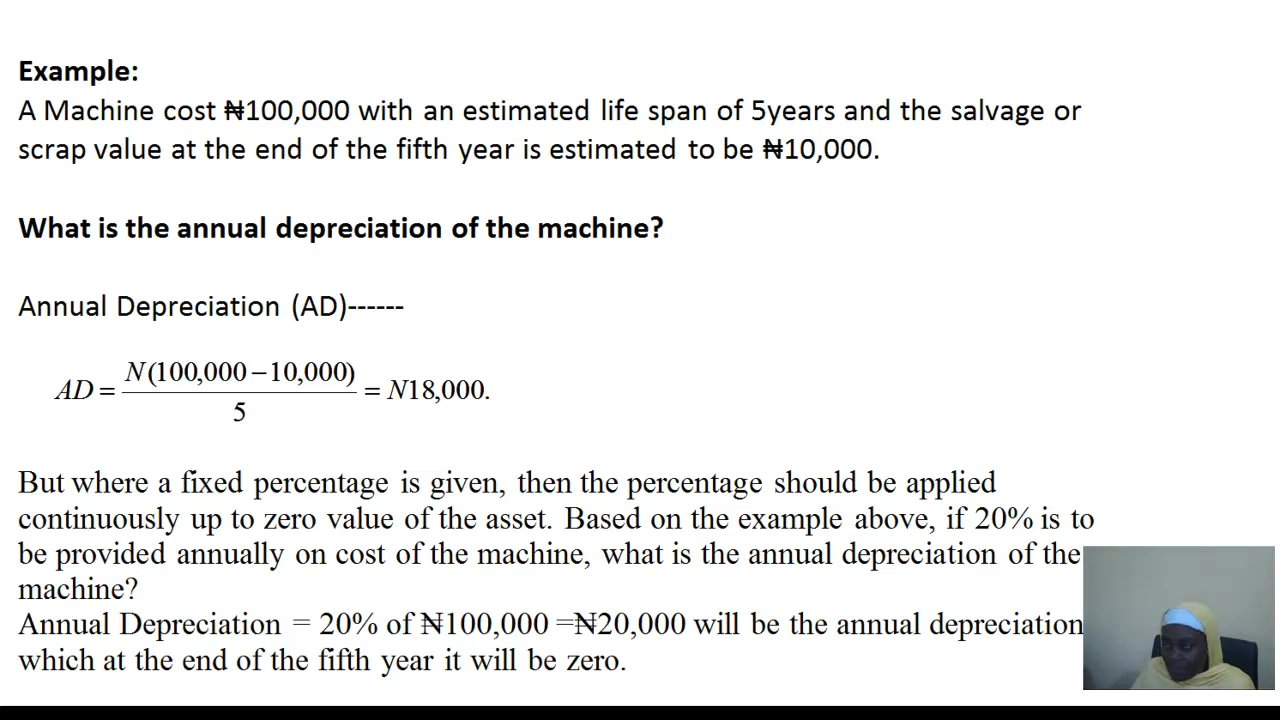 Example:
A Machine cost ₦100,000 with an estimated life span of 5years and the salvage or
scrap value at the end of the fifth year is estimated to be ₦10,000.
What is the annual depreciation of the machine?
Annual Depreciation (AD)------
AD = N(100,000 − 10,000) / 5 = N18,000.
But where a fixed percentage is given, then the percentage should be applied
continuously up to zero value of the asset. Based on the example above, if 20% is to
be provided annually on cost of the machine, what is the annual depreciation of the
machine?
Annual Depreciation = 20% of ₦100,000 =₦20,000 will be the annual depreciation
which at the end of the fifth year it will be zero.